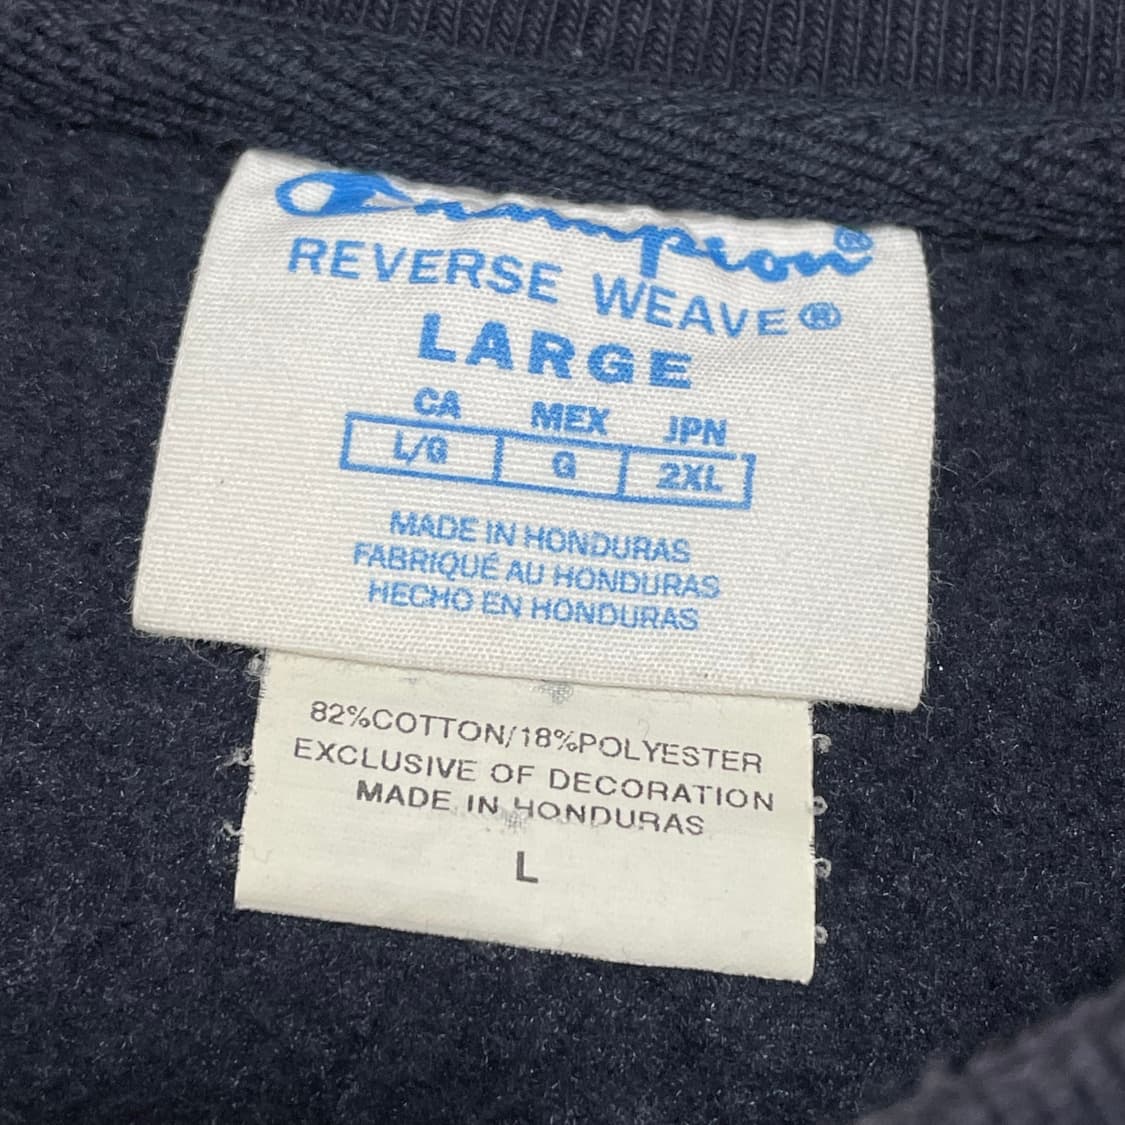 Champion®
REVERSE WEAVE®
LARGE
CA MEX JPN
L/G G 2XL
MADE IN HONDURAS
FABRIQUÉ AU HONDURAS
HECHO EN HONDURAS
82%COTTON/18%POLYESTER
EXCLUSIVE OF DECORATION
MADE IN HONDURAS
L